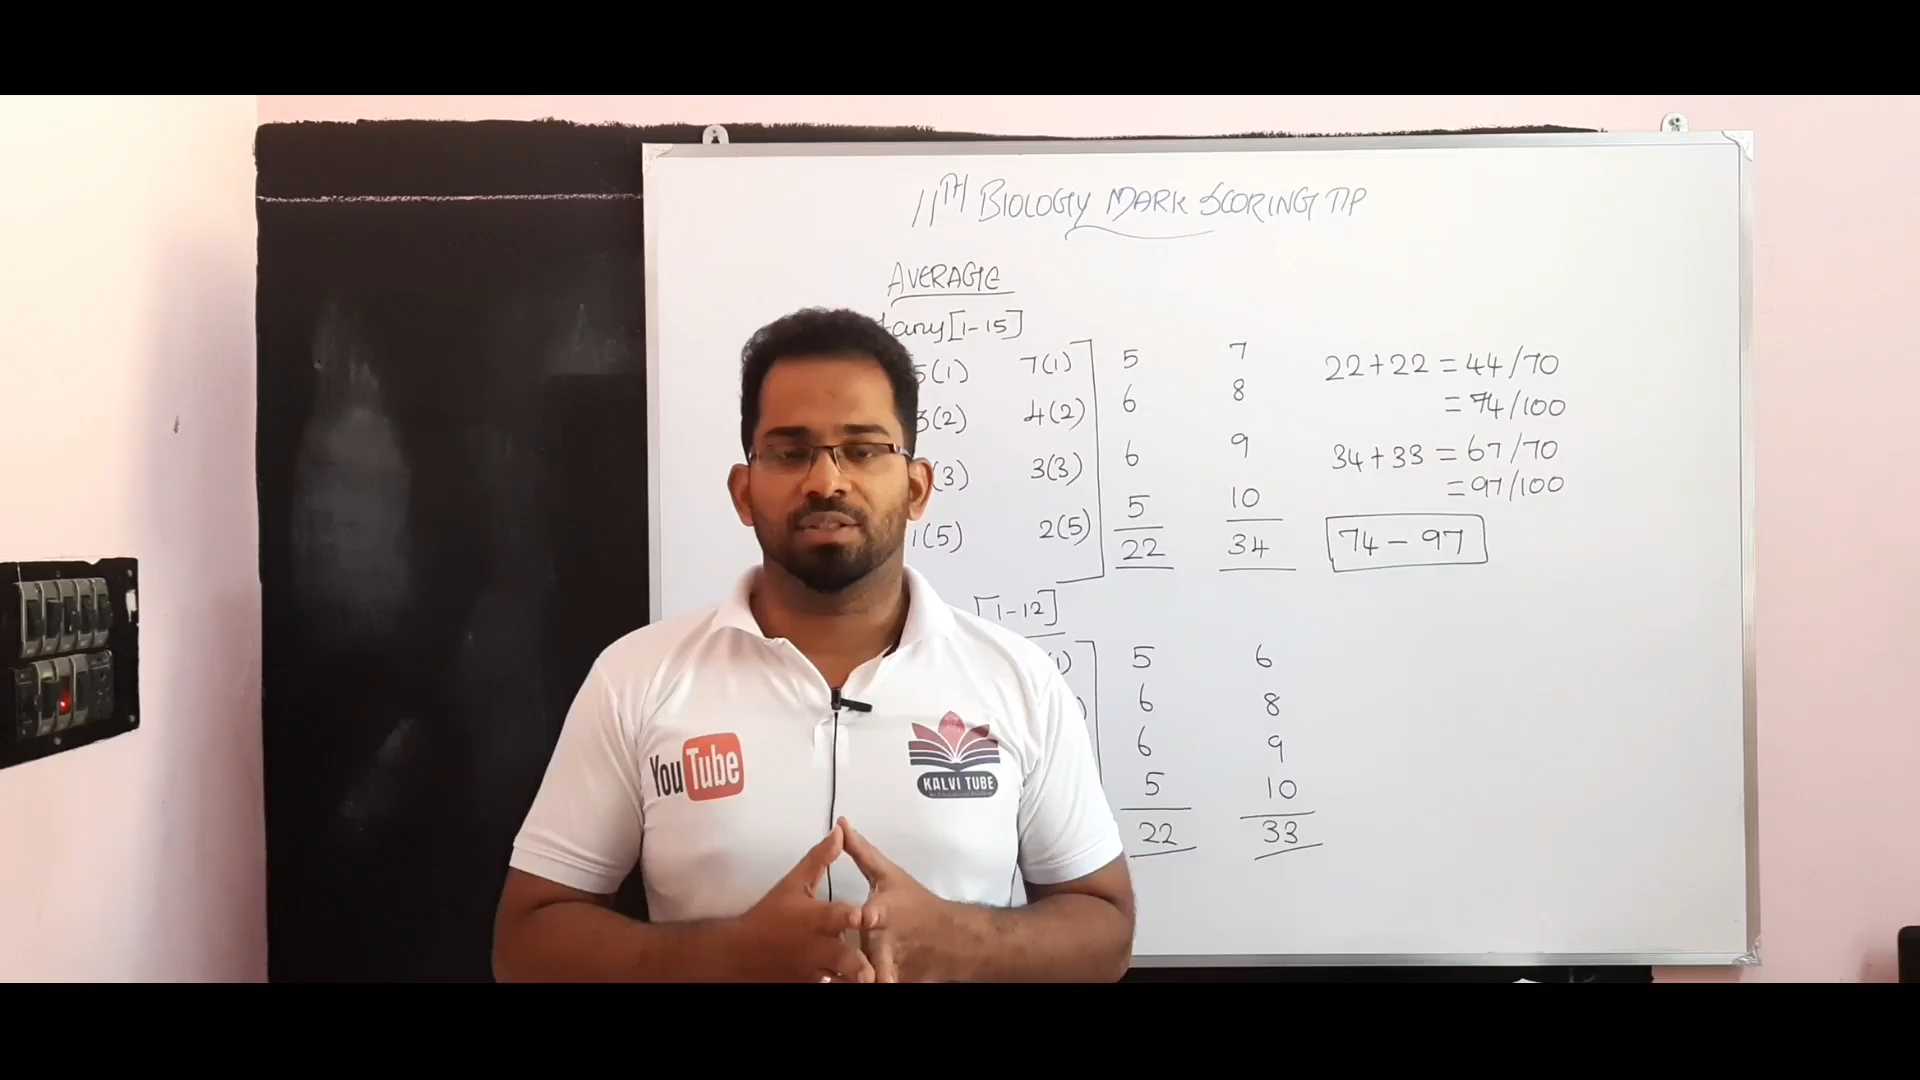 11TH BIOLOGY MARK SCORING TIP
AVERAGE
[1-15]
5(1) 7(1) 5 7
3(2) 4(2) 6 8
(3) 3(3) 6 9
1(5) 2(5) 5 10
22 34
22+22 = 44/70
= 74/100
34+33 = 67/70
= 97/100
74 - 97
[1-12]
(1) 5 6
) 6 8
6 9
5 10
22 33
YouTube
KALVI TUBE